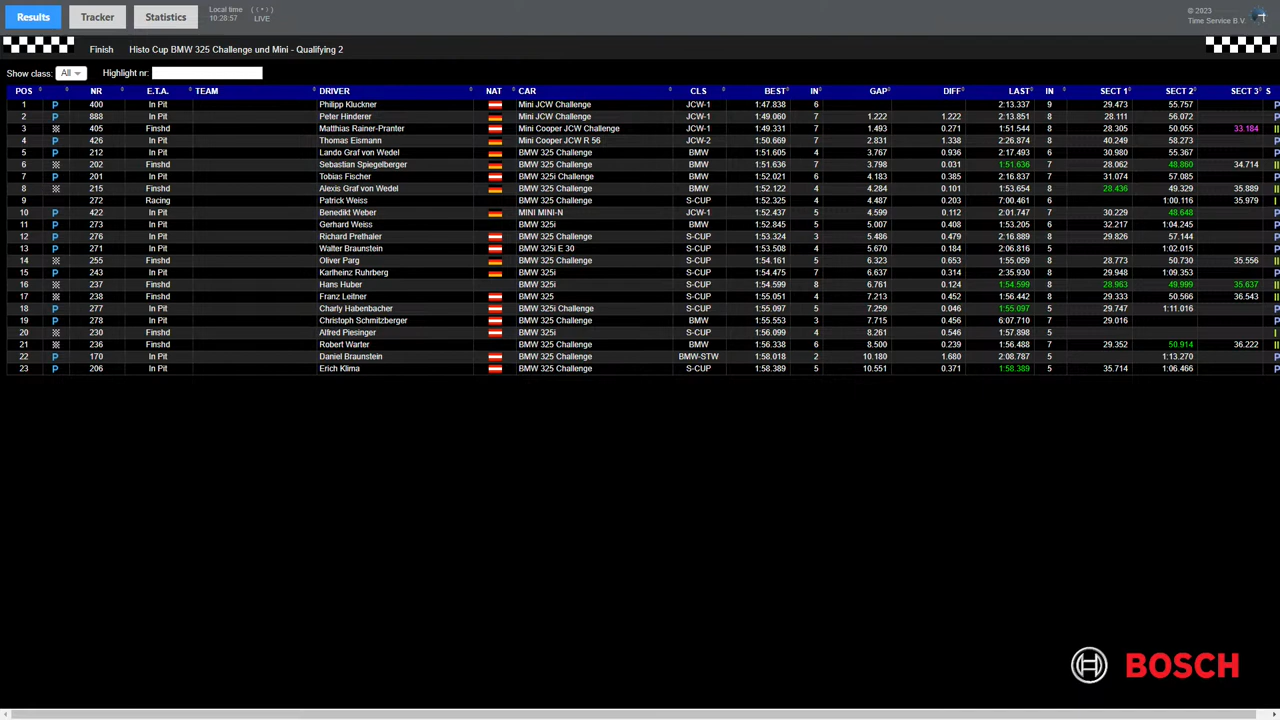 Results Tracker Statistics Local time 10:28:57 LIVE © 2023 Time Service B.V.
Finish Histo Cup BMW 325 Challenge und Mini - Qualifying 2
Show class: All Highlight nr:
POS NR E.T.A. TEAM DRIVER NAT CAR CLS BEST IN GAP DIFF LAST IN SECT 1 SECT 2 SECT 3 S
1 P 400 In Pit Philipp Kluckner Mini JCW Challenge JCW-1 1:47.838 6 2:13.337 9 29.473 55.757 P
2 P 888 In Pit Peter Hinderer Mini JCW Challenge JCW-1 1:49.060 7 1.222 1.222 2:13.851 8 28.111 56.072 P
3 405 Finshd Matthias Rainer-Pranter Mini Cooper JCW Challenge JCW-1 1:49.331 7 1.493 0.271 1:51.544 8 28.305 50.055 33.184
4 P 426 In Pit Thomas Eismann Mini Cooper JCW R 56 JCW-2 1:50.669 7 2.831 1.338 2:26.874 8 40.249 58.273 P
5 P 212 In Pit Lando Graf von Wedel BMW 325 Challenge BMW 1:51.605 4 3.767 0.936 2:17.493 6 30.980 55.367 P
6 202 Finshd Sebastian Spiegelberger BMW 325 Challenge BMW 1:51.636 7 3.798 0.031 1:51.636 7 28.062 48.860 34.714
7 P 201 In Pit Tobias Fischer BMW 325i Challenge BMW 1:52.021 6 4.183 0.385 2:16.837 7 31.074 57.085 P
8 215 Finshd Alexis Graf von Wedel BMW 325 Challenge BMW 1:52.122 4 4.284 0.101 1:53.654 8 28.436 49.329 35.889
9 272 Racing Patrick Weiss BMW 325 Challenge S-CUP 1:52.325 4 4.487 0.203 7:00.461 6 1:00.116 35.979
10 P 422 In Pit Benedikt Weber MINI MINI-N JCW-1 1:52.437 5 4.599 0.112 2:01.747 7 30.229 48.648 P
11 P 273 In Pit Gerhard Weiss BMW 325i BMW 1:52.845 5 5.007 0.408 1:53.205 6 32.217 1:04.245 P
12 P 276 In Pit Richard Prethaler BMW 325 Challenge S-CUP 1:53.324 3 5.486 0.479 2:16.889 8 29.826 57.144 P
13 P 271 In Pit Walter Braunstein BMW 325i E 30 S-CUP 1:53.508 4 5.670 0.184 2:06.816 5 1:02.015 P
14 255 Finshd Oliver Parg BMW 325 Challenge S-CUP 1:54.161 5 6.323 0.653 1:55.059 8 28.773 50.736 35.556
15 P 243 In Pit Karlheinz Ruhrberg BMW 325i S-CUP 1:54.475 7 6.637 0.314 2:35.930 8 29.948 1:09.353 P
16 237 Finshd Hans Huber BMW 325i S-CUP 1:54.599 8 6.761 0.124 1:54.599 8 28.963 49.999 35.637
17 238 Finshd Franz Leitner BMW 325 S-CUP 1:55.051 4 7.213 0.452 1:56.442 8 29.333 50.566 36.543
18 P 277 In Pit Charly Habenbacher BMW 325i Challenge S-CUP 1:55.097 5 7.259 0.046 1:55.097 5 29.747 1:11.016 P
19 P 278 In Pit Christoph Schmitzberger BMW 325 Challenge BMW 1:55.553 3 7.715 0.456 6:07.710 7 29.016 P
20 230 Finshd Alfred Piesinger BMW 325i S-CUP 1:56.099 4 8.261 0.546 1:57.898 5
21 236 Finshd Robert Warter BMW 325 Challenge BMW 1:56.338 6 8.500 0.239 1:56.488 7 29.352 50.914 36.222
22 P 170 In Pit Daniel Braunstein BMW 325 Challenge BMW-STW 1:58.018 2 10.180 1.680 2:08.787 5 1:13.270 P
23 P 206 In Pit Erich Klima BMW 325 Challenge S-CUP 1:58.389 5 10.551 0.371 1:58.389 5 35.714 1:06.466 P
BOSCH